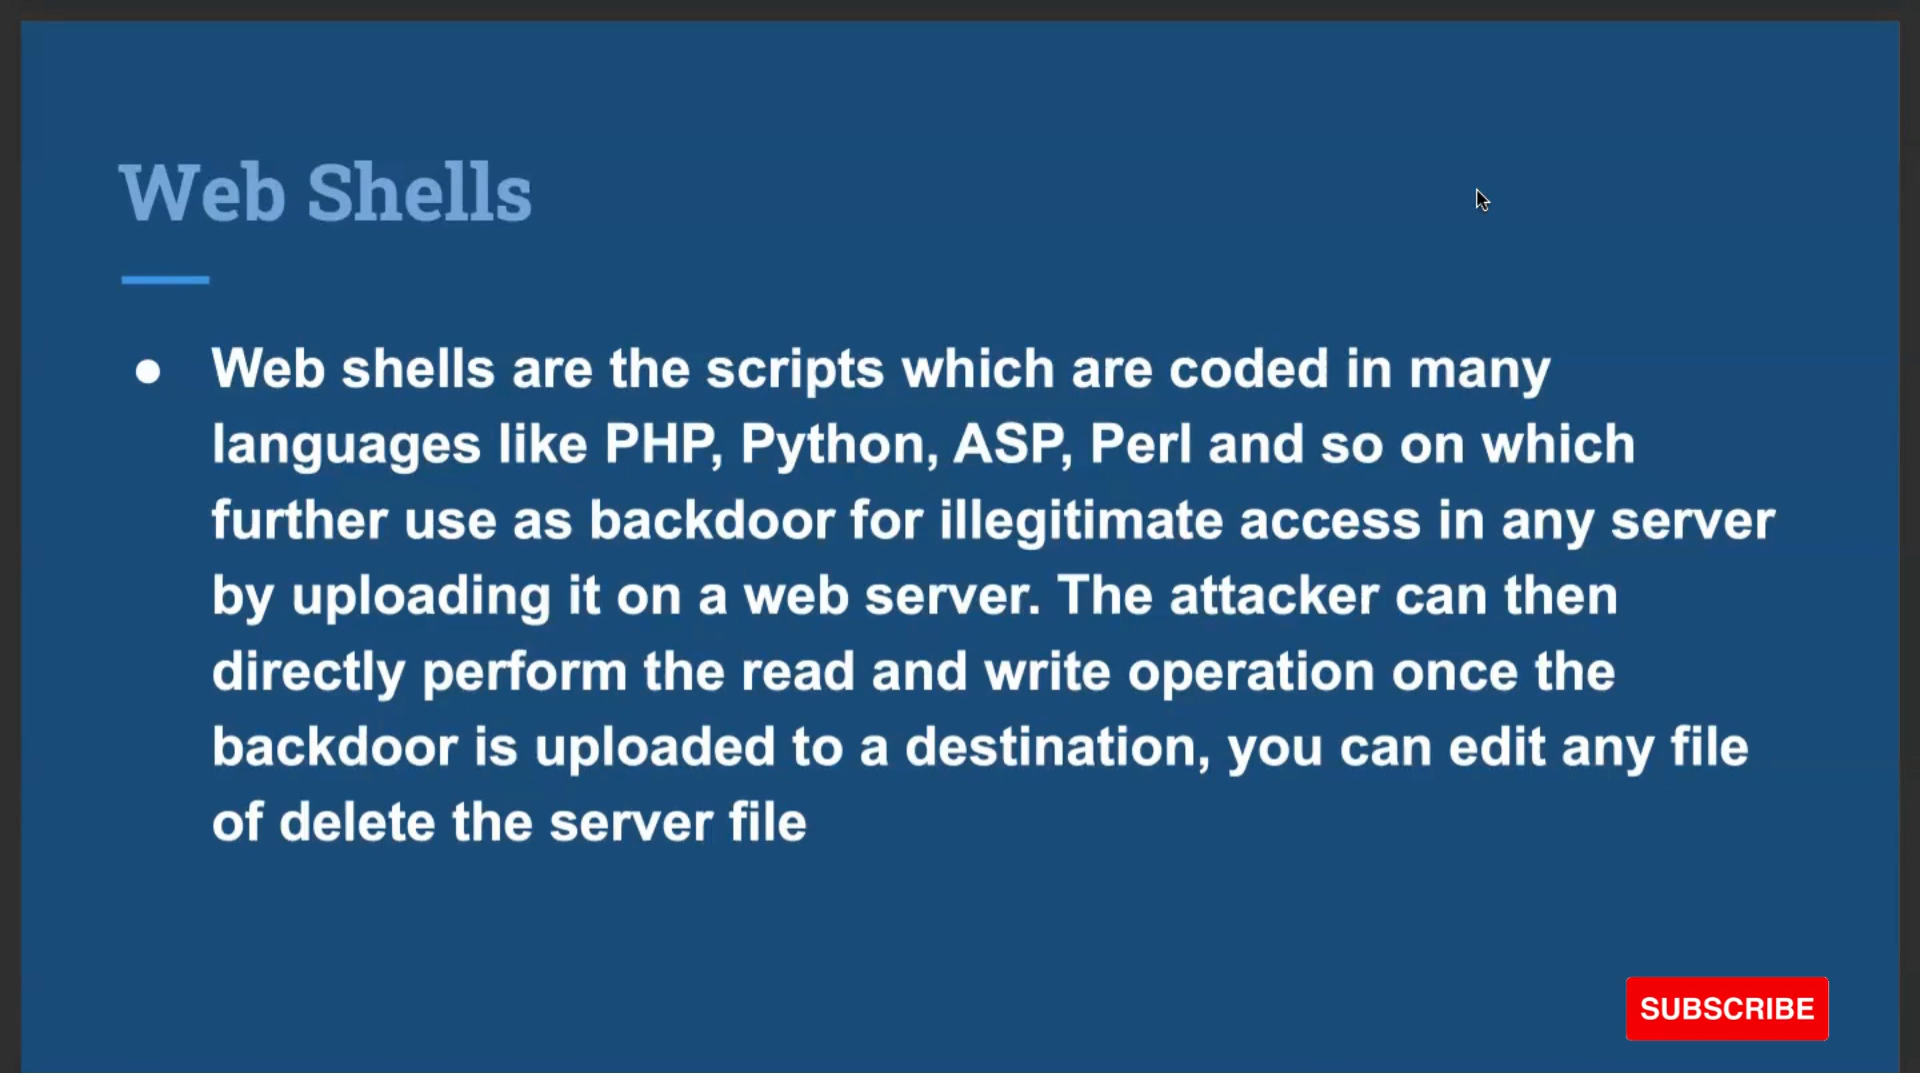 Web Shells
● Web shells are the scripts which are coded in many
languages like PHP, Python, ASP, Perl and so on which
further use as backdoor for illegitimate access in any server
by uploading it on a web server. The attacker can then
directly perform the read and write operation once the
backdoor is uploaded to a destination, you can edit any file
of delete the server file
SUBSCRIBE